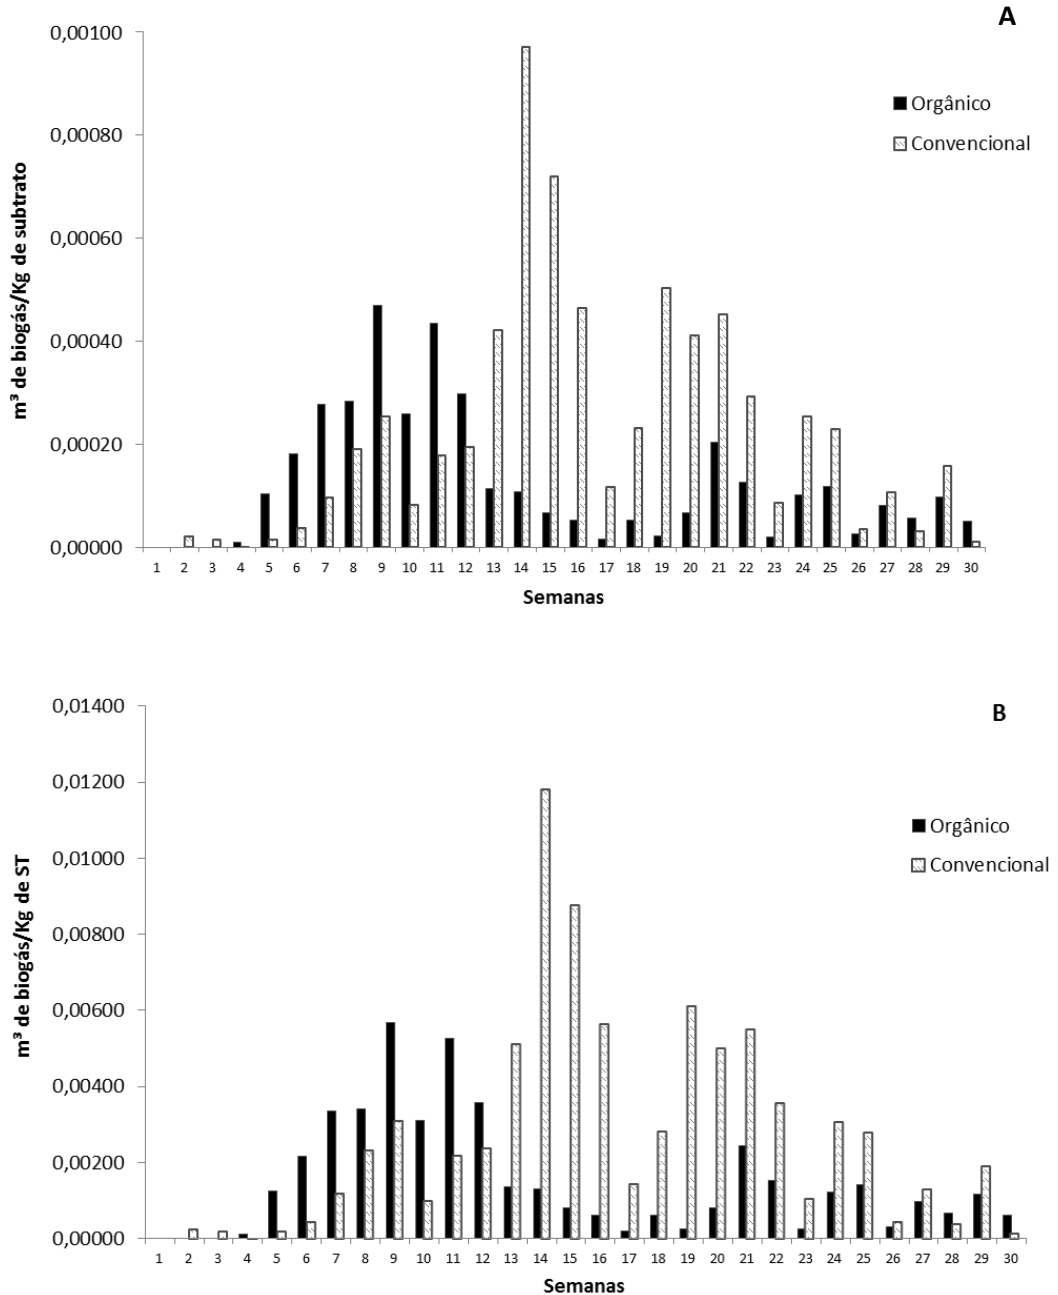 A
0,00100
0,00080
0,00060
0,00040
0,00020
0,00000
m³ de biogás/Kg de subtrato
Orgânico
Convencional
1 2 3 4 5 6 7 8 9 10 11 12 13 14 15 16 17 18 19 20 21 22 23 24 25 26 27 28 29 30
Semanas
B
0,01400
0,01200
0,01000
0,00800
0,00600
0,00400
0,00200
0,00000
m³ de biogás/Kg de ST
Orgânico
Convencional
1 2 3 4 5 6 7 8 9 10 11 12 13 14 15 16 17 18 19 20 21 22 23 24 25 26 27 28 29 30
Semanas